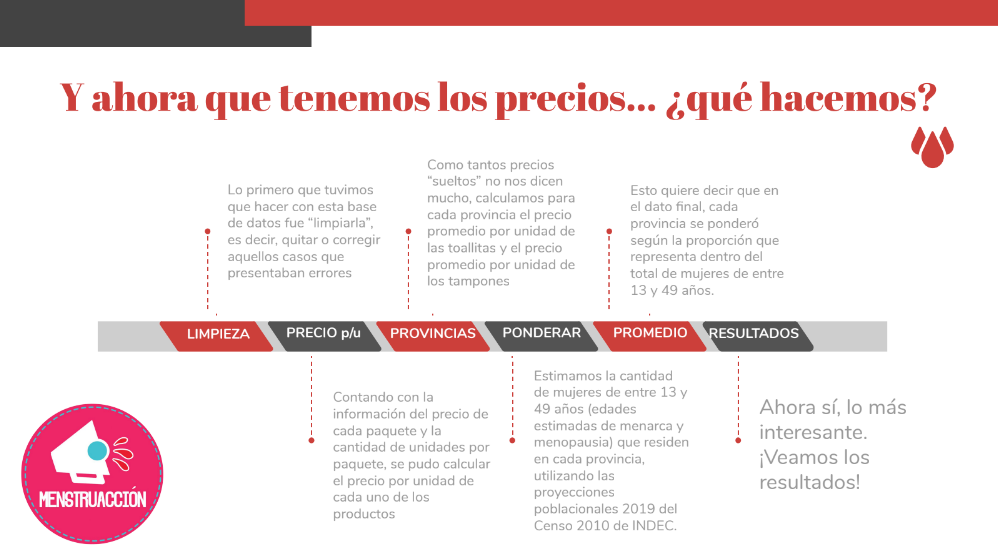 Y ahora que tenemos los precios... ¿qué hacemos?
Lo primero que tuvimos
que hacer con esta base
de datos fue “limpiarla”,
es decir, quitar o corregir
aquellos casos que
presentaban errores
Como tantos precios
“sueltos” no nos dicen
mucho, calculamos para
cada provincia el precio
promedio por unidad de
las toallitas y el precio
promedio por unidad de
los tampones
Esto quiere decir que en
el dato final, cada
provincia se ponderó
según la proporción que
representa dentro del
total de mujeres de entre
13 y 49 años.
LIMPIEZA
PRECIO p/u
PROVINCIAS
PONDERAR
PROMEDIO
RESULTADOS
Contando con la
información del precio de
cada paquete y la
cantidad de unidades por
paquete, se pudo calcular
el precio por unidad de
cada uno de los
productos
Estimamos la cantidad
de mujeres de entre 13 y
49 años (edades
estimadas de menarca y
menopausia) que residen
en cada provincia,
utilizando las
proyecciones
poblacionales 2019 del
Censo 2010 de INDEC.
Ahora sí, lo más
interesante.
¡Veamos los
resultados!
MENSTRUACCIÓN